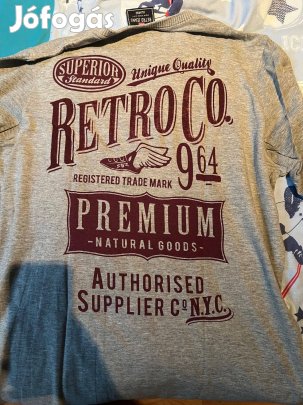 Jófogás
SUPERIOR
Standard
Unique Quality
RETRO CO.
9 64
REGISTERED TRADE MARK
PREMIUM
- NATURAL GOODS -
AUTHORISED
SUPPLIER Cº N.Y.C.